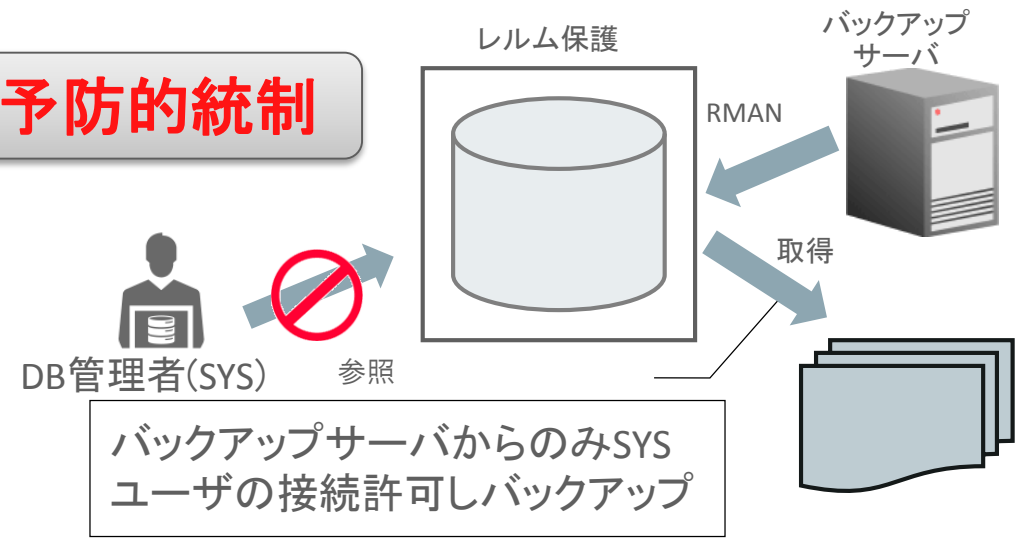 予防的統制
レルム保護
バックアップ
サーバ
RMAN
取得
DB管理者(SYS)
参照
バックアップサーバからのみSYS
ユーザの接続許可しバックアップ